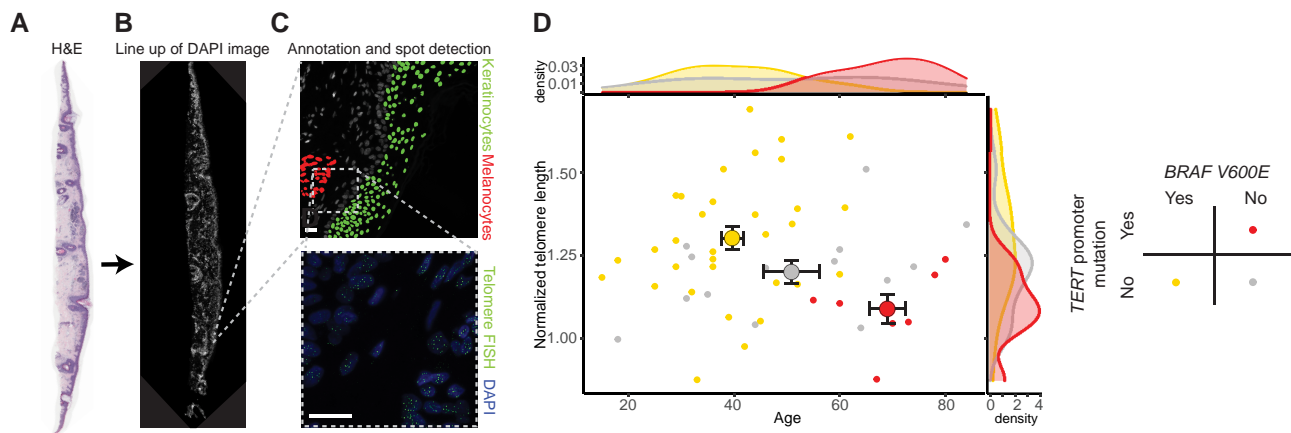 A
H&E
B
Line up of DAPI image
C
Annotation and spot detection
Keratinocytes
Melanocytes
Telomere FISH
DAPI
D
density
0.03
0.01
Normalized telomere length
1.50
1.25
1.00
20
40
60
80
Age
0
2
4
density
BRAF V600E
Yes
No
TERT promoter
mutation
Yes
No